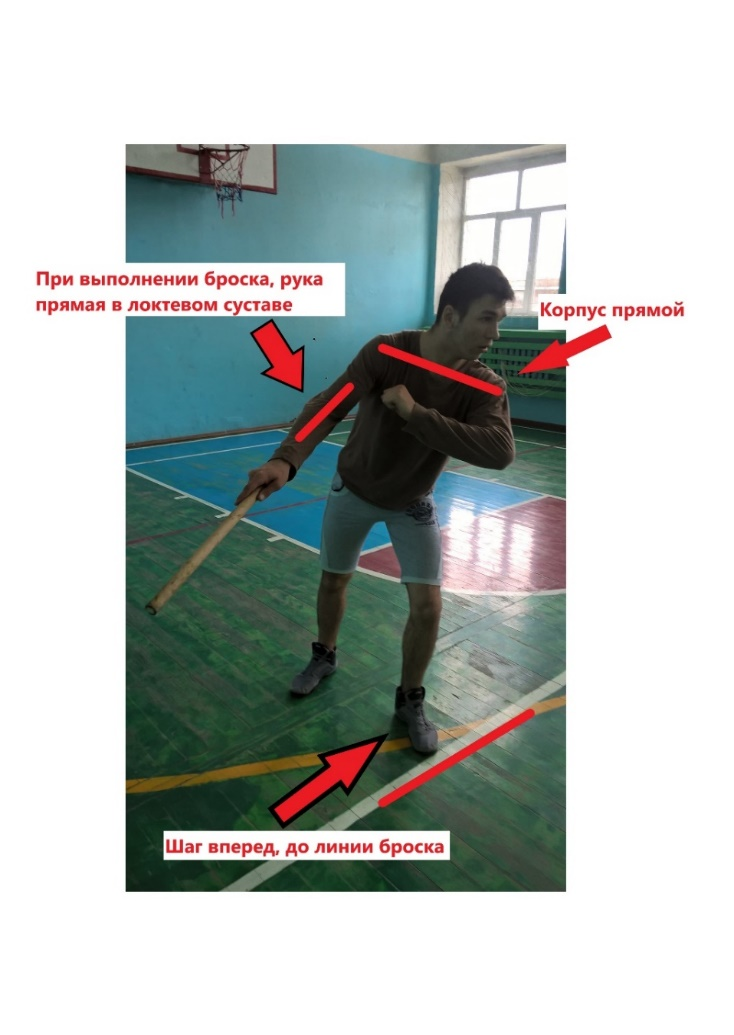 При выполнении броска, рука
прямая в локтевом суставе
Корпус прямой
Шаг вперед, до линии броска